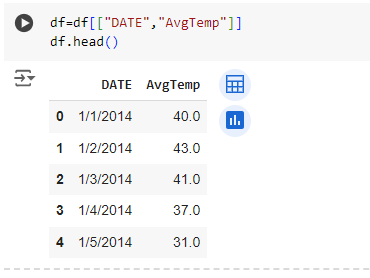 df=df[["DATE","AvgTemp"]]
df.head()
DATE AvgTemp
0 1/1/2014 40.0
1 1/2/2014 43.0
2 1/3/2014 41.0
3 1/4/2014 37.0
4 1/5/2014 31.0